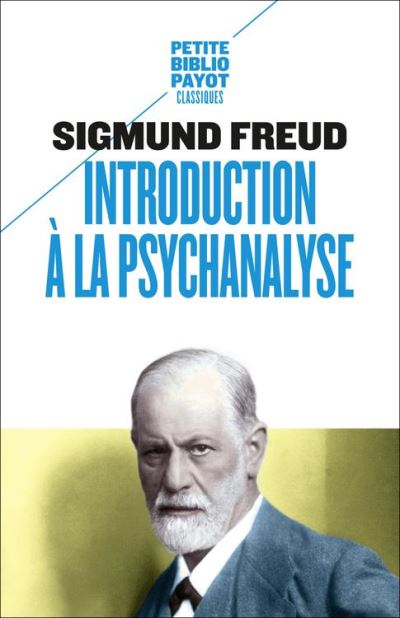 PETITE
BIBLIO
PAYOT
CLASSIQUES
SIGMUND FREUD
INTRODUCTION
À LA PSYCHANALYSE